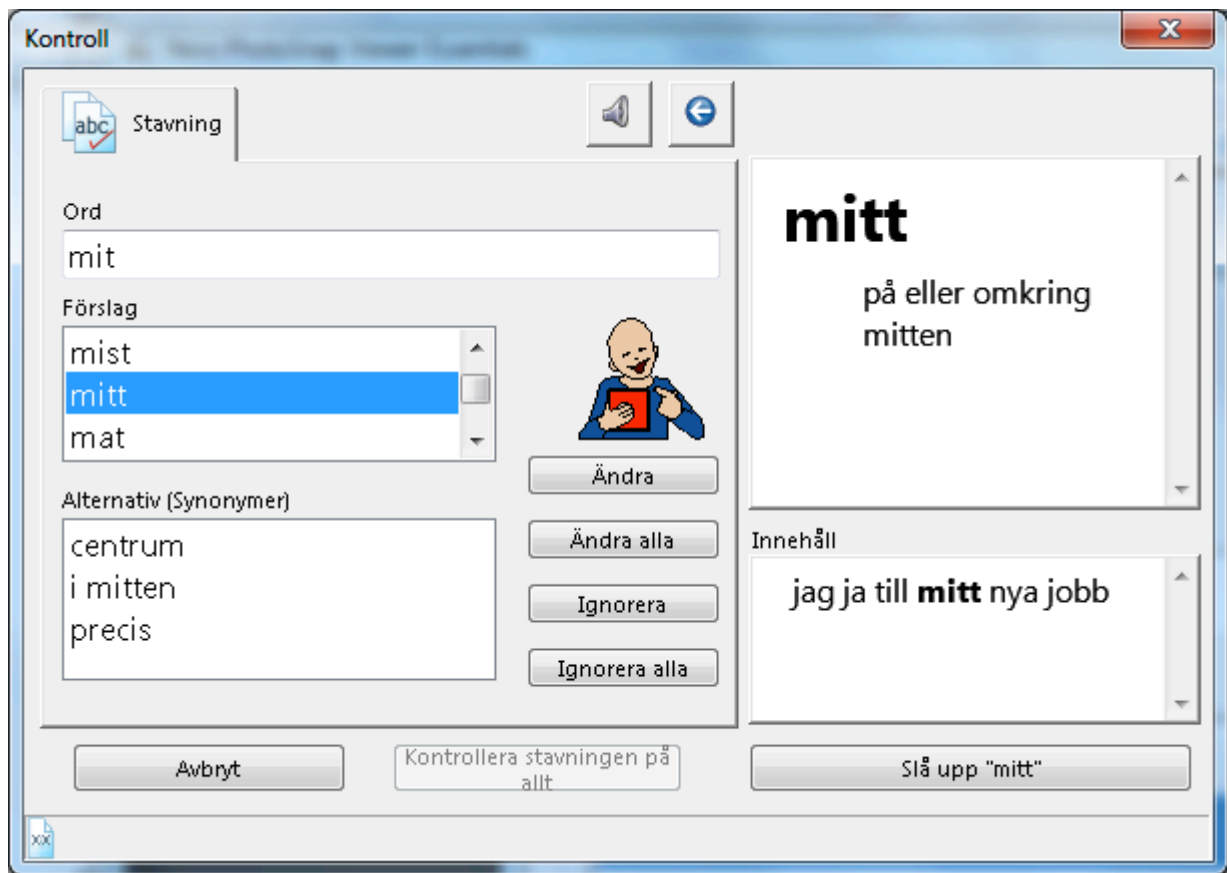 Kontroll
X
abc
Stavning
Ord
mit
Förslag
mist
mitt
mat
Ändra
Alternativ (Synonymer)
centrum
i mitten
precis
Ändra alla
Ignorera
Ignorera alla
mitt
på eller omkring
mitten
Innehåll
jag ja till mitt nya jobb
Avbryt
Kontrollera stavningen på
allt
Slå upp "mitt"
xx